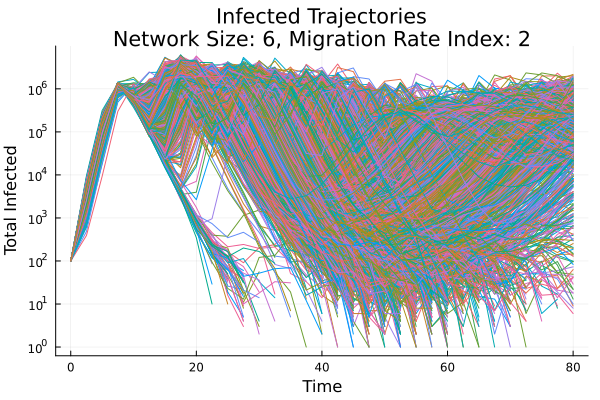 Infected Trajectories
Network Size: 6, Migration Rate Index: 2
Total Infected
10⁶
10⁵
10⁴
10³
10²
10¹
10⁰
0 20 40 60 80
Time